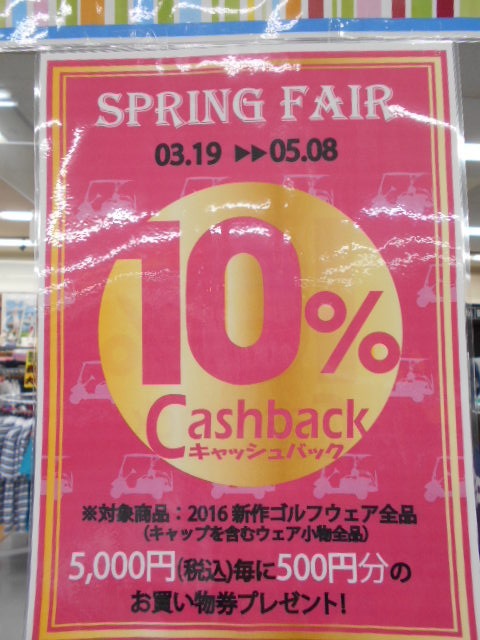 SPRING FAIR
03.19 ▶▶05.08
10%
Cashback
キャッシュバック
※対象商品：2016 新作ゴルフウェア全品
(キャップを含むウェア小物全品)
5,000円(税込)毎に500円分の
お買い物券プレゼント!